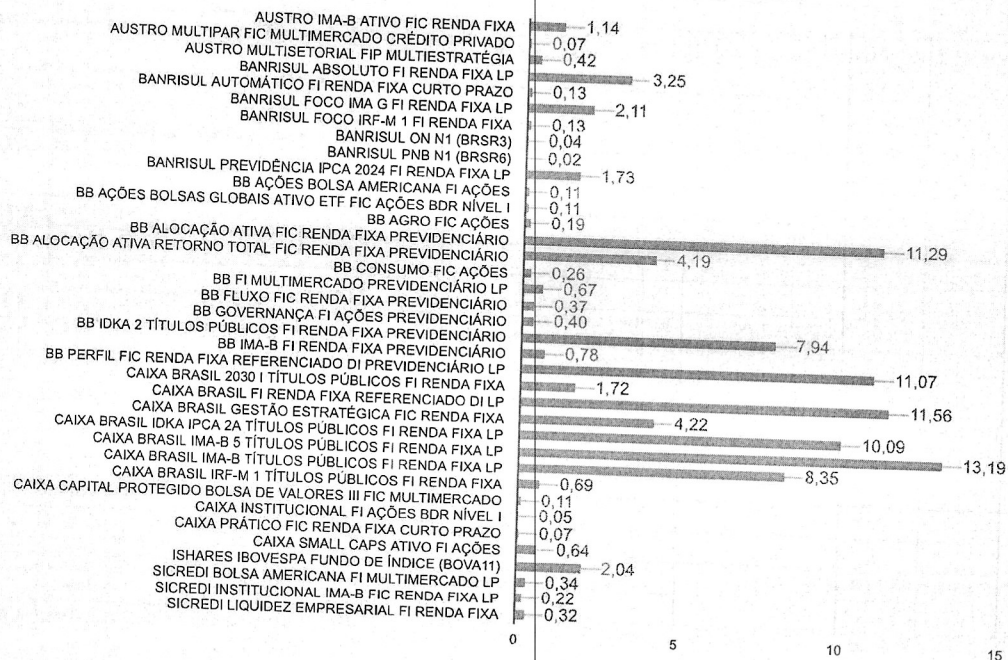 AUSTRO IMA-B ATIVO FIC RENDA FIXA 1,14
AUSTRO MULTIPAR FIC MULTIMERCADO CRÉDITO PRIVADO 0,07
AUSTRO MULTISETORIAL FIP MULTIESTRATÉGIA 0,42
BANRISUL ABSOLUTO FI RENDA FIXA LP 3,25
BANRISUL AUTOMÁTICO FI RENDA FIXA CURTO PRAZO 0,13
BANRISUL FOCO IMA G FI RENDA FIXA LP 2,11
BANRISUL FOCO IRF-M 1 FI RENDA FIXA 0,13
BANRISUL ON N1 (BRSR3) 0,04
BANRISUL PNB N1 (BRSR6) 0,02
BANRISUL PREVIDÊNCIA IPCA 2024 FI RENDA FIXA LP 1,73
BB AÇÕES BOLSA AMERICANA FI AÇÕES 0,11
BB AÇÕES BOLSAS GLOBAIS ATIVO ETF FIC AÇÕES BDR NÍVEL I 0,11
BB AGRO FIC AÇÕES 0,19
BB ALOCAÇÃO ATIVA FIC RENDA FIXA PREVIDENCIÁRIO 11,29
BB ALOCAÇÃO ATIVA RETORNO TOTAL FIC RENDA FIXA PREVIDENCIÁRIO 4,19
BB CONSUMO FIC AÇÕES 0,26
BB FI MULTIMERCADO PREVIDENCIÁRIO LP 0,67
BB FLUXO FIC RENDA FIXA PREVIDENCIÁRIO 0,37
BB GOVERNANÇA FI AÇÕES PREVIDENCIÁRIO 0,40
BB IDKA 2 TÍTULOS PÚBLICOS FI RENDA FIXA PREVIDENCIÁRIO 7,94
BB IMA-B FI RENDA FIXA PREVIDENCIÁRIO 0,78
BB PERFIL FIC RENDA FIXA REFERENCIADO DI PREVIDENCIÁRIO LP 11,07
CAIXA BRASIL 2030 I TÍTULOS PÚBLICOS FI RENDA FIXA 1,72
CAIXA BRASIL FI RENDA FIXA REFERENCIADO DI LP 11,56
CAIXA BRASIL GESTÃO ESTRATÉGICA FIC RENDA FIXA 4,22
CAIXA BRASIL IDKA IPCA 2A TÍTULOS PÚBLICOS FI RENDA FIXA LP 10,09
CAIXA BRASIL IMA-B 5 TÍTULOS PÚBLICOS FI RENDA FIXA LP 13,19
CAIXA BRASIL IMA-B TÍTULOS PÚBLICOS FI RENDA FIXA LP 8,35
CAIXA BRASIL IRF-M 1 TÍTULOS PÚBLICOS FI RENDA FIXA 0,69
CAIXA CAPITAL PROTEGIDO BOLSA DE VALORES III FIC MULTIMERCADO 0,11
CAIXA INSTITUCIONAL FI AÇÕES BDR NÍVEL I 0,05
CAIXA PRÁTICO FIC RENDA FIXA CURTO PRAZO 0,07
CAIXA SMALL CAPS ATIVO FI AÇÕES 0,64
ISHARES IBOVESPA FUNDO DE ÍNDICE (BOVA11) 2,04
SICREDI BOLSA AMERICANA FI MULTIMERCADO LP 0,34
SICREDI INSTITUCIONAL IMA-B FIC RENDA FIXA LP 0,22
SICREDI LIQUIDEZ EMPRESARIAL FI RENDA FIXA 0,32
0 5 10 15